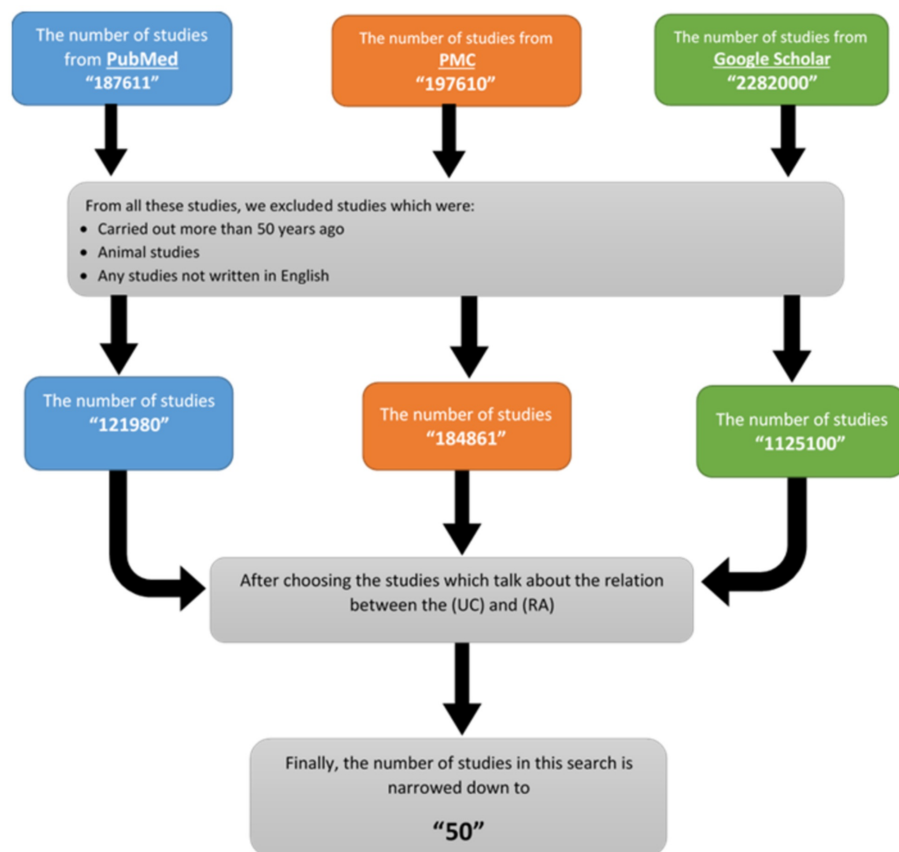 The number of studies
from PubMed
“187611”
The number of studies from
PMC
“197610”
The number of studies from
Google Scholar
“2282000”
From all these studies, we excluded studies which were:
• Carried out more than 50 years ago
• Animal studies
• Any studies not written in English
The number of studies
“121980”
The number of studies
“184861”
The number of studies
“1125100”
After choosing the studies which talk about the relation
between the (UC) and (RA)
Finally, the number of studies in this search is
narrowed down to
“50”